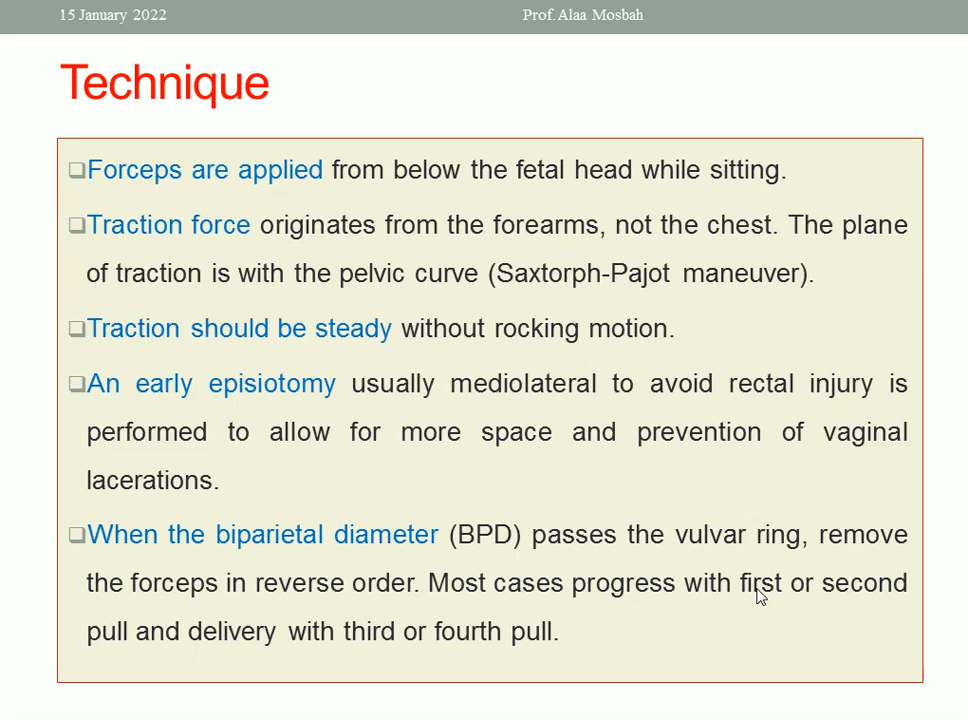 15 January 2022
Prof. Alaa Mosbah
Technique
Forceps are applied from below the fetal head while sitting.
Traction force originates from the forearms, not the chest. The plane
of traction is with the pelvic curve (Saxtorph-Pajot maneuver).
Traction should be steady without rocking motion.
An early episiotomy usually mediolateral to avoid rectal injury is
performed to allow for more space and prevention of vaginal
lacerations.
When the biparietal diameter (BPD) passes the vulvar ring, remove
the forceps in reverse order. Most cases progress with first or second
pull and delivery with third or fourth pull.